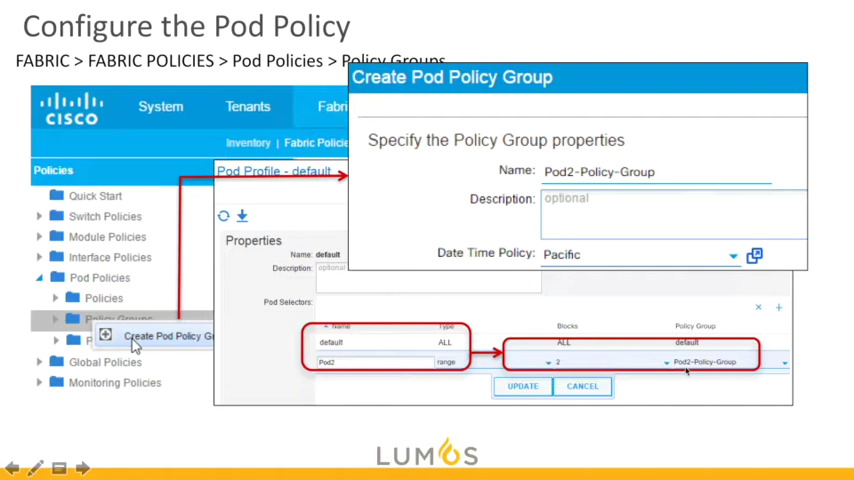 Configure the Pod Policy
FABRIC > FABRIC POLICIES > Pod Policies > Policy Groups
Create Pod Policy Group
Specify the Policy Group properties
Name: Pod2-Policy-Group
Description: optional
Date Time Policy: Pacific
CISCO
System Tenants Fabri
Inventory | Fabric Policie
Policies
Quick Start
Switch Policies
Module Policies
Interface Policies
Pod Policies
Policies
Policy Groups
Create Pod Policy G
P
Global Policies
Monitoring Policies
Pod Profile - default
Properties
Name: default
Description: optional
Pod Selectors:
Name Type Blocks Policy Group
default ALL ALL default
Pod2 range 2 Pod2-Policy-Group
UPDATE CANCEL
LUMOS